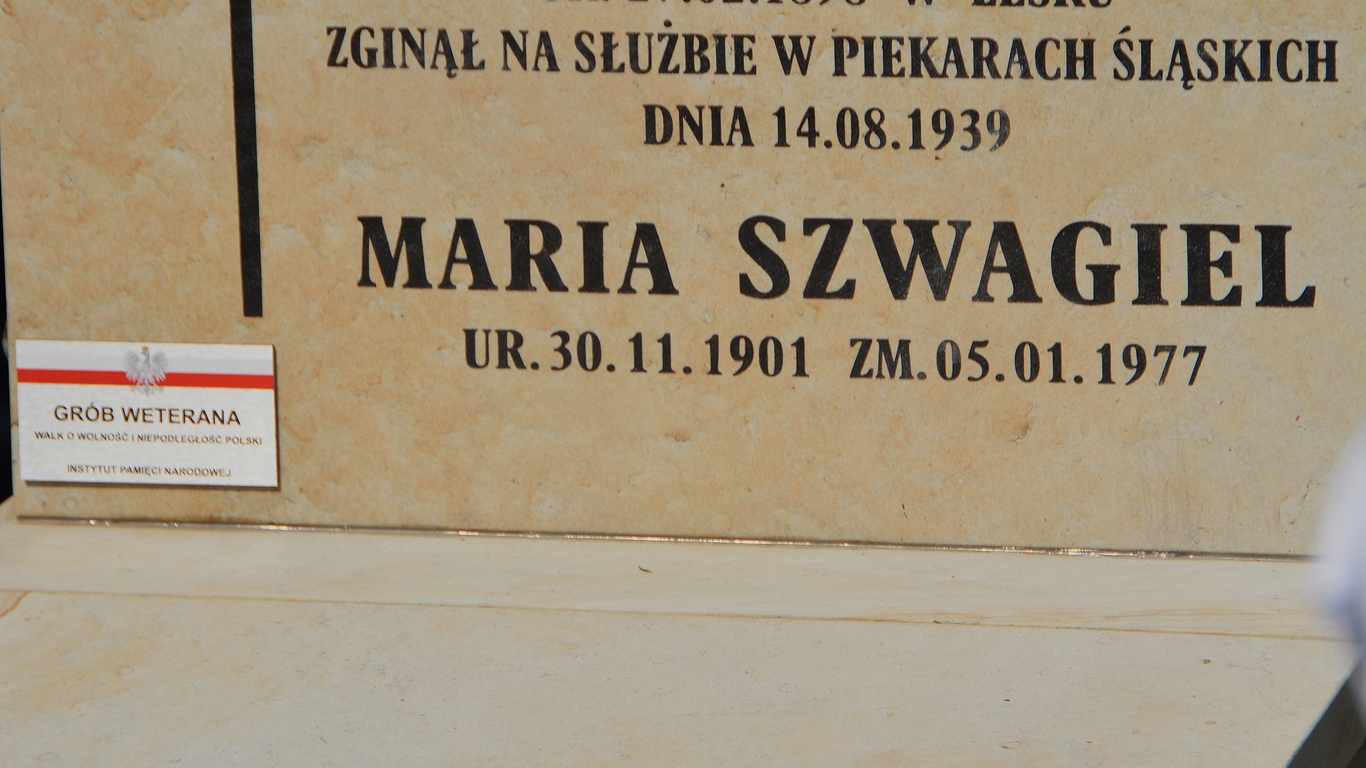 W
ZGINĄŁ NA SŁUŻBIE W PIEKARACH ŚLĄSKICH
DNIA 14.08.1939
MARIA SZWAGIEL
UR.30.11.1901 ZM.05.01.1977
GRÓB WETERANA
WALK O WOLNOŚĆ I NIEPODLEGŁOŚĆ POLSKI
INSTYTUT PAMIĘCI NARODOWEJ